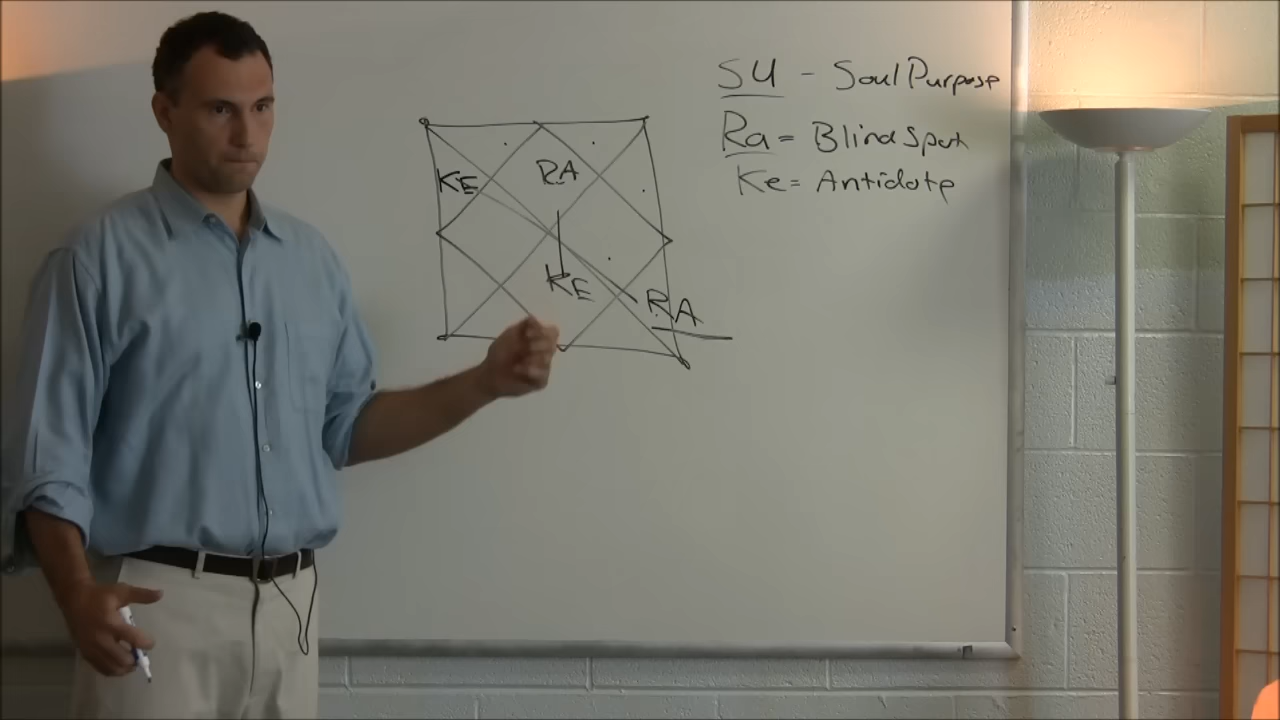 SU - Soul Purpose
Ra = Blind Spot
Ke = Antidote
KE RA
KE
RA